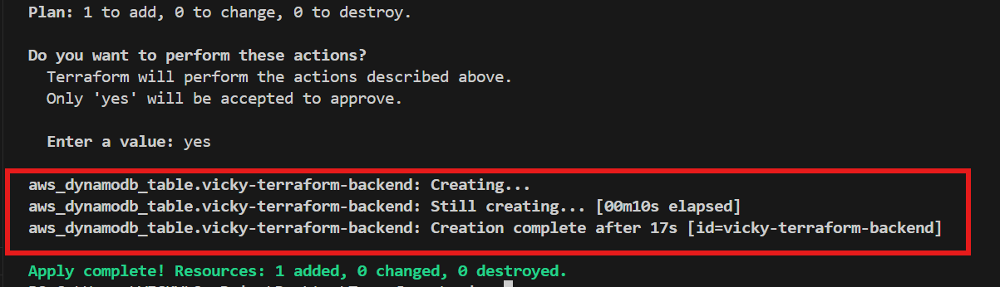 Plan: 1 to add, 0 to change, 0 to destroy.
Do you want to perform these actions?
Terraform will perform the actions described above.
Only 'yes' will be accepted to approve.
Enter a value: yes
aws_dynamodb_table.vicky-terraform-backend: Creating...
aws_dynamodb_table.vicky-terraform-backend: Still creating... [00m10s elapsed]
aws_dynamodb_table.vicky-terraform-backend: Creation complete after 17s [id=vicky-terraform-backend]
Apply complete! Resources: 1 added, 0 changed, 0 destroyed.